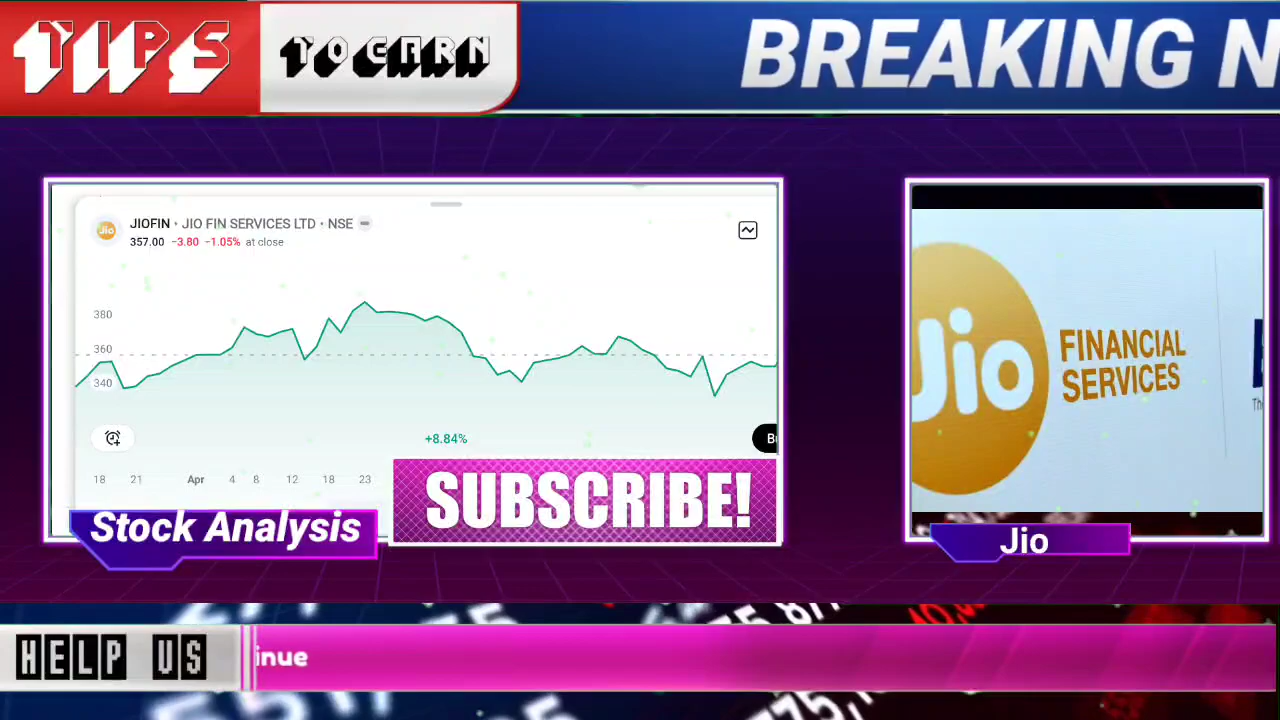 TIPS
TO EARN
BREAKING N
JIOFIN • JIO FIN SERVICES LTD • NSE
357.00 −3.80 −1.05% at close
380
360
340
+8.84%
18 21 Apr 4 8 12 18 23
SUBSCRIBE!
Stock Analysis
Jio
Jio
FINANCIAL
SERVICES
Jio
HELP US
inue